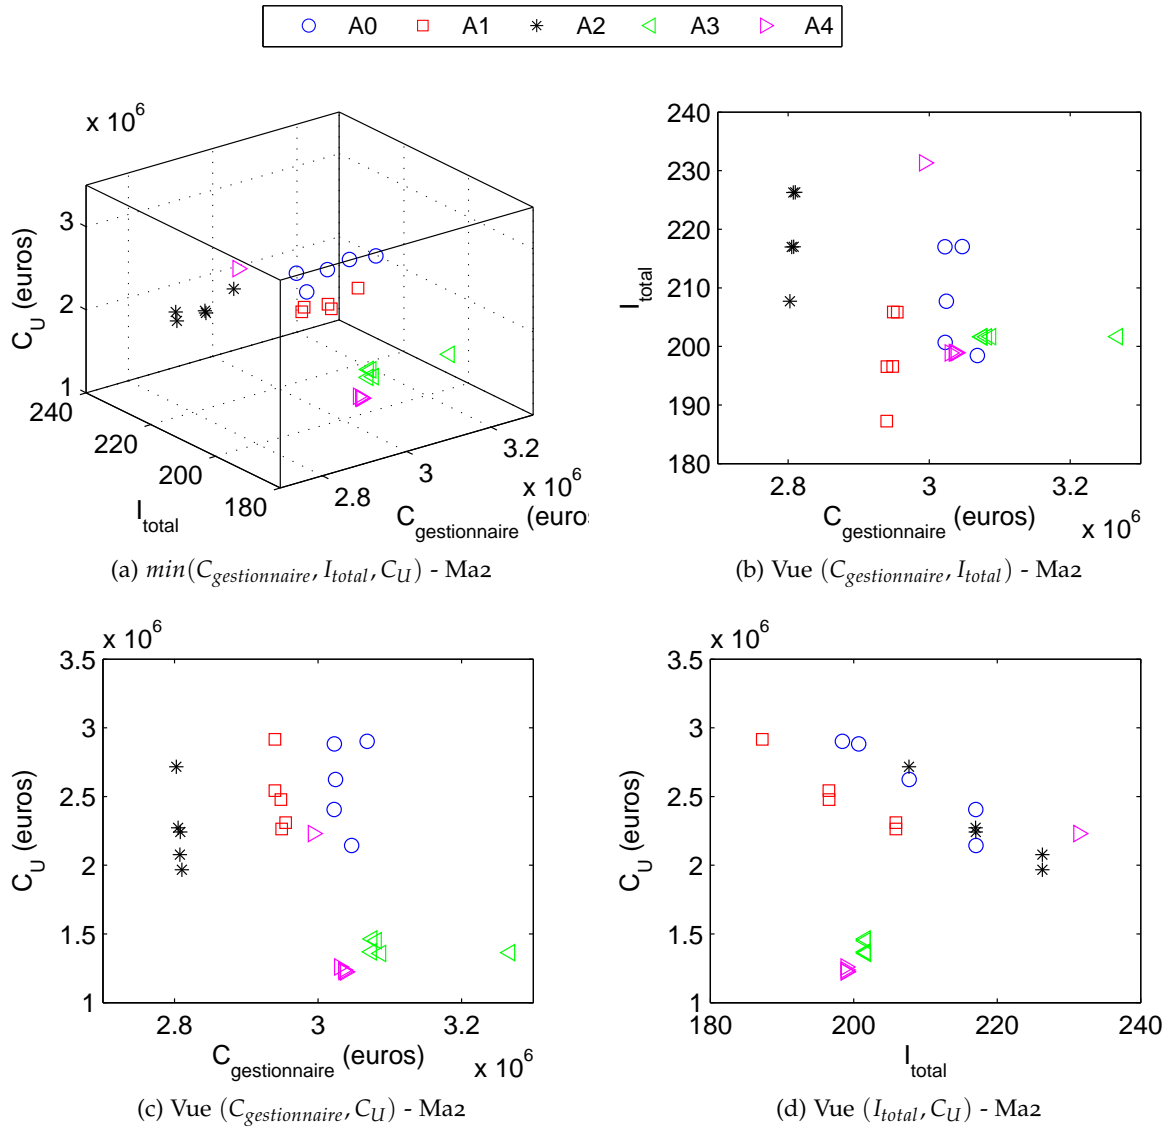 A0 A1 A2 A3 A4
x 10^6
3
2
1
C_U (euros)
240
220
200
180
I_total
2.8
3
3.2
x 10^6
C_gestionnaire (euros
(a) min(C_gestionnaire, I_total, C_U) - Ma2
240
230
220
210
200
190
180
I_total
2.8 3 3.2
C_gestionnaire (euros)
x 10^6
(b) Vue (C_gestionnaire, I_total) - Ma2
x 10^6
3.5
3
2.5
2
1.5
1
C_U (euros)
2.8 3 3.2
C_gestionnaire (euros)
x 10^6
(c) Vue (C_gestionnaire, C_U) - Ma2
x 10^6
3.5
3
2.5
2
1.5
1
C_U (euros)
180 200 220 240
I_total
(d) Vue (I_total, C_U) - Ma2